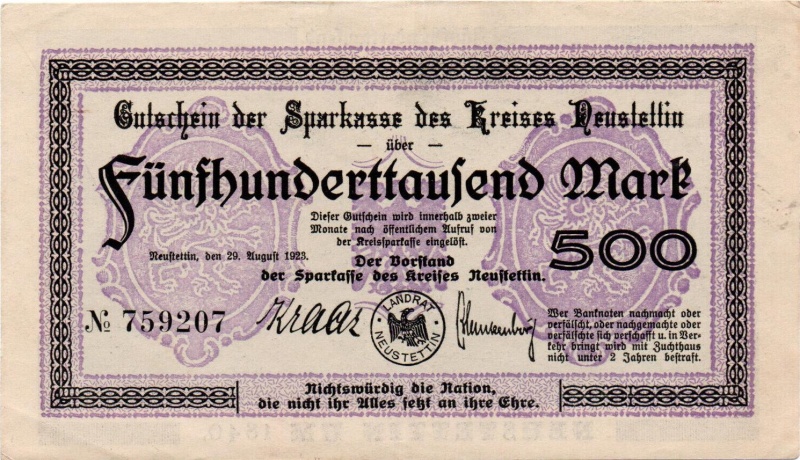 Gutschein der Sparkasse des Kreises Neustettin
— über —
Fünfhunderttausend Mark
Dieser Gutschein wird innerhalb zweier
Monate nach öffentlichem Aufruf von
der Kreissparkasse eingelöst.
500
Neustettin, den 29. August 1923.
Der Vorstand
der Sparkasse des Kreises Neustettin.
№ 759207
Kraaz
LANDRAT
NEUSTETTIN
Wer Banknoten nachmacht oder
verfälscht, oder nachgemachte oder
verfälschte sich verschafft u. in Ver-
kehr bringt wird mit Zuchthaus
nicht unter 2 Jahren bestraft.
Nichtswürdig die Nation,
die nicht ihr Alles setzt an ihre Ehre.